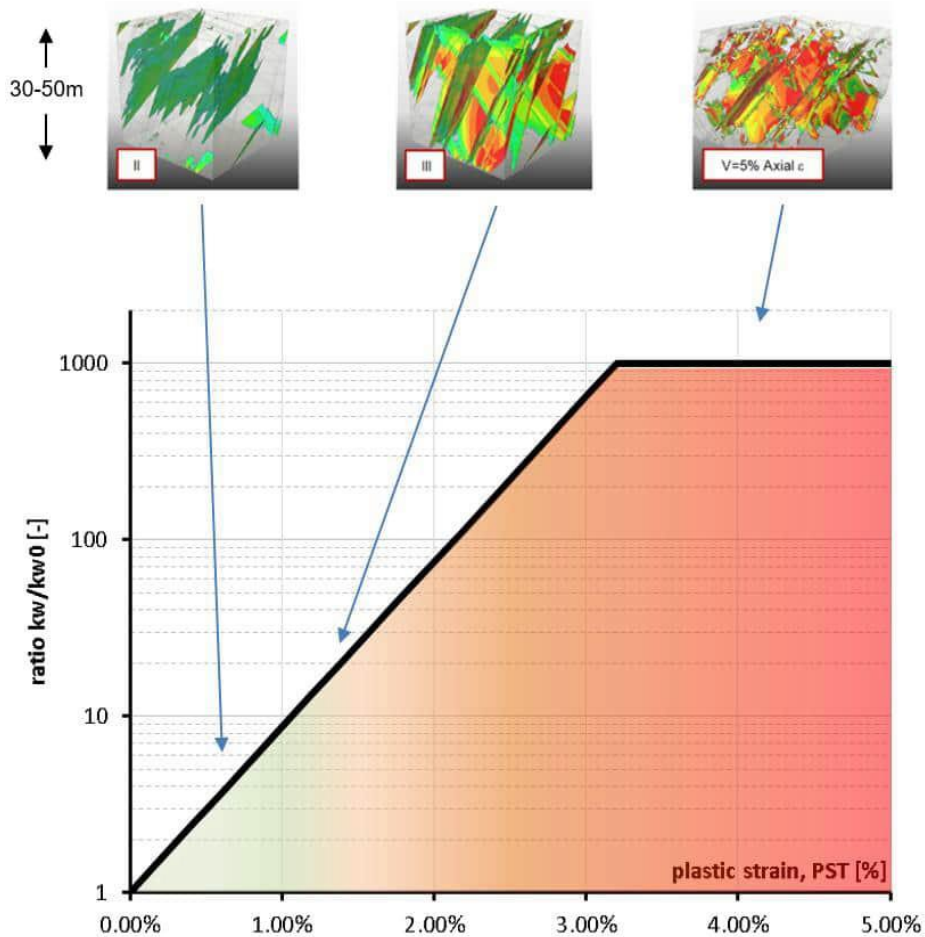 30-50m
II
III
V=5% Axial ε
1000
100
10
1
ratio kw/kw0 [-]
plastic strain, PST [%]
0.00%
1.00%
2.00%
3.00%
4.00%
5.00%